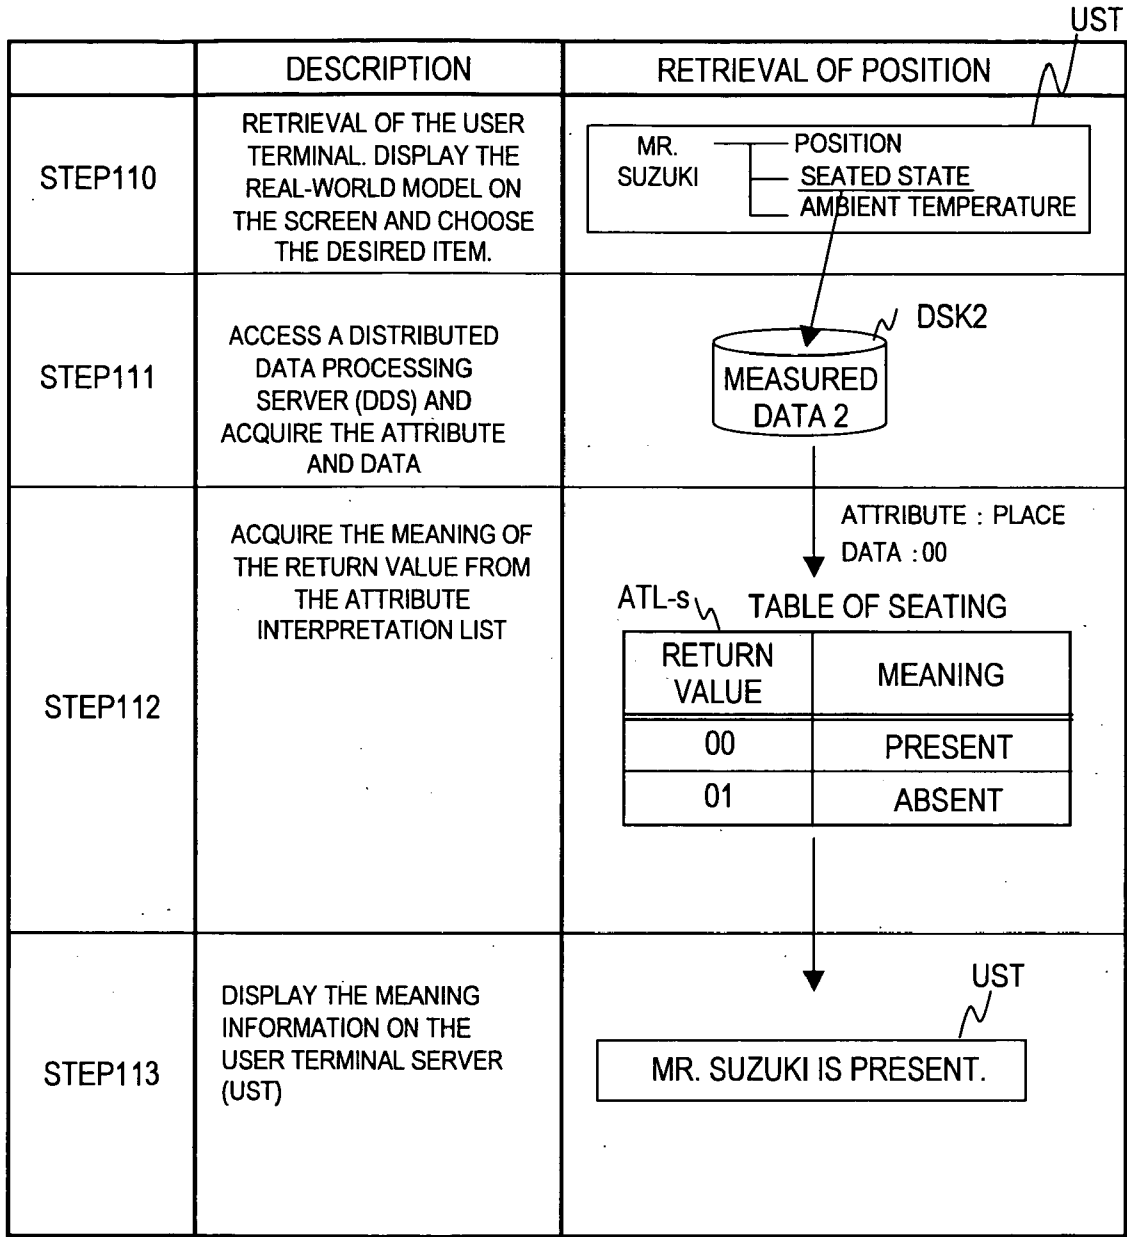 UST
DESCRIPTION
RETRIEVAL OF POSITION
STEP110
RETRIEVAL OF THE USER
TERMINAL. DISPLAY THE
REAL-WORLD MODEL ON
THE SCREEN AND CHOOSE
THE DESIRED ITEM.
MR.
SUZUKI
POSITION
SEATED STATE
AMBIENT TEMPERATURE
STEP111
ACCESS A DISTRIBUTED
DATA PROCESSING
SERVER (DDS) AND
ACQUIRE THE ATTRIBUTE
AND DATA
DSK2
MEASURED
DATA 2
STEP112
ACQUIRE THE MEANING OF
THE RETURN VALUE FROM
THE ATTRIBUTE
INTERPRETATION LIST
ATTRIBUTE : PLACE
DATA :00
ATL-s
TABLE OF SEATING
RETURN
VALUE
MEANING
00
PRESENT
01
ABSENT
STEP113
DISPLAY THE MEANING
INFORMATION ON THE
USER TERMINAL SERVER
(UST)
UST
MR. SUZUKI IS PRESENT.